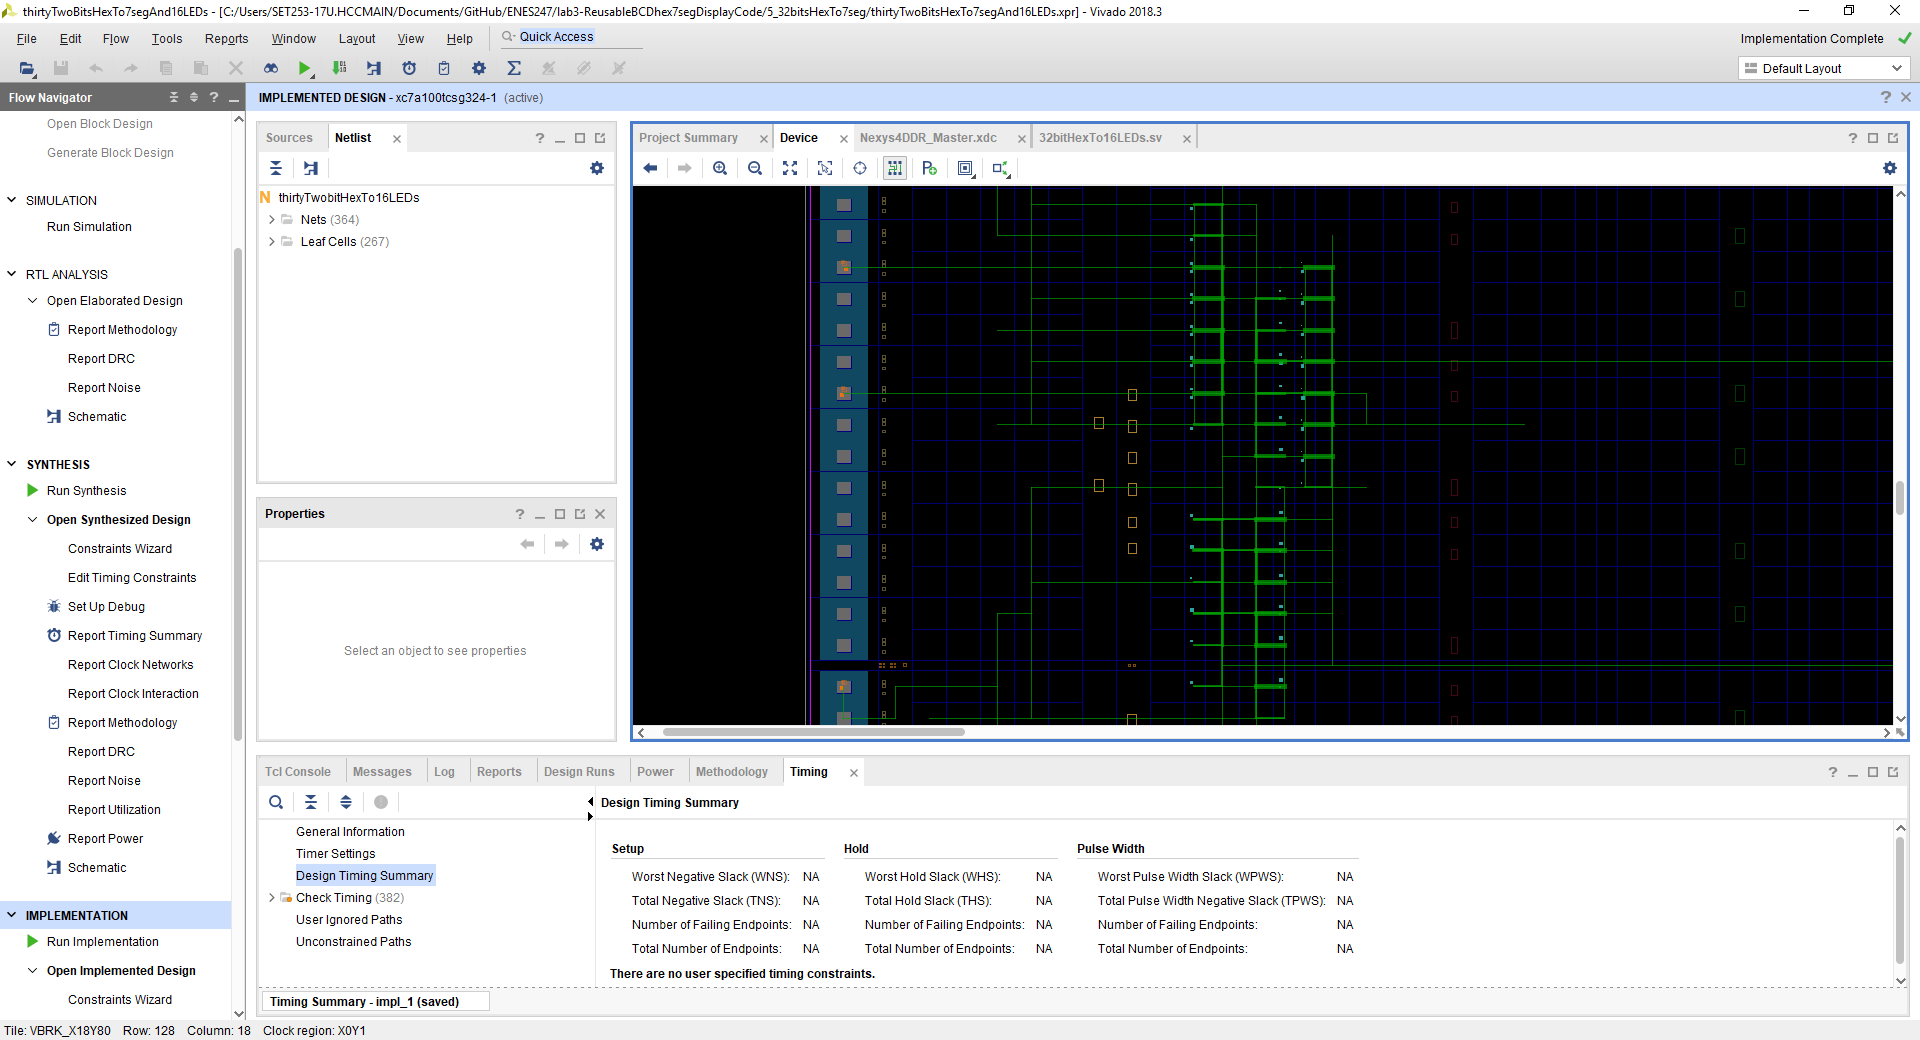 thirtyTwoBitsHexTo7segAnd16LEDs - [C:/Users/SET253-17U.HCCMAIN/Documents/GitHub/ENES247/lab3-ReusableBCDhex7segDisplayCode/5_32bitsHexTo7seg/thirtyTwoBitsHexTo7segAnd16LEDs.xpr] - Vivado 2018.3
File Edit Flow Tools Reports Window Layout View Help Quick Access
Implementation Complete
Default Layout
Flow Navigator
IMPLEMENTED DESIGN - xc7a100tcsg324-1 (active)
Open Block Design
Generate Block Design
SIMULATION
Run Simulation
RTL ANALYSIS
Open Elaborated Design
Report Methodology
Report DRC
Report Noise
Schematic
SYNTHESIS
Run Synthesis
Open Synthesized Design
Constraints Wizard
Edit Timing Constraints
Set Up Debug
Report Timing Summary
Report Clock Networks
Report Clock Interaction
Report Methodology
Report DRC
Report Noise
Report Utilization
Report Power
Schematic
IMPLEMENTATION
Run Implementation
Open Implemented Design
Constraints Wizard
Sources Netlist
thirtyTwobitHexTo16LEDs
Nets (364)
Leaf Cells (267)
Properties
Select an object to see properties
Project Summary Device Nexys4DDR_Master.xdc 32bitHexTo16LEDs.sv
Tcl Console Messages Log Reports Design Runs Power Methodology Timing
General Information
Timer Settings
Design Timing Summary
Check Timing (382)
User Ignored Paths
Unconstrained Paths
Design Timing Summary
Setup Hold Pulse Width
Worst Negative Slack (WNS): NA Worst Hold Slack (WHS): NA Worst Pulse Width Slack (WPWS): NA
Total Negative Slack (TNS): NA Total Hold Slack (THS): NA Total Pulse Width Negative Slack (TPWS): NA
Number of Failing Endpoints: NA Number of Failing Endpoints: NA Number of Failing Endpoints: NA
Total Number of Endpoints: NA Total Number of Endpoints: NA Total Number of Endpoints: NA
There are no user specified timing constraints.
Timing Summary - impl_1 (saved)
Tile: VBRK_X18Y80 Row: 128 Column: 18 Clock region: X0Y1